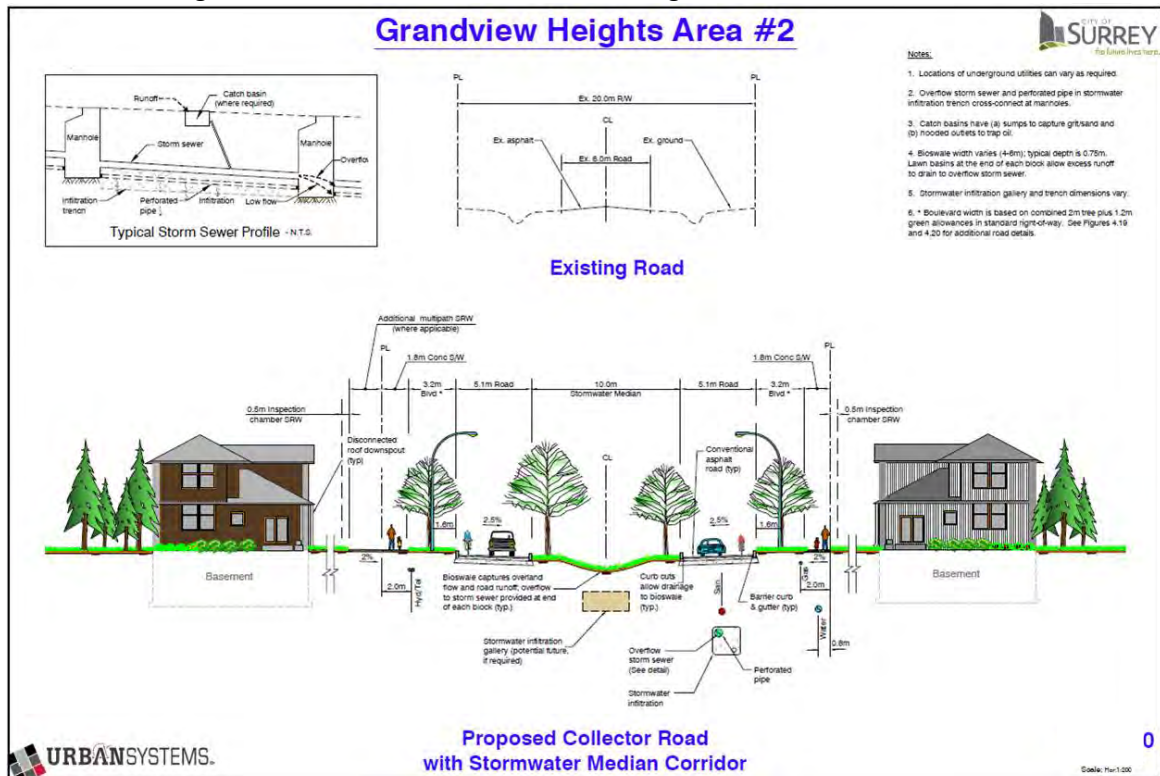 Grandview Heights Area #2
CITY OF
SURREY
the future lives here.
Notes:
1. Locations of underground utilities can vary as required.
2. Overflow storm sewer and perforated pipe in stormwater
infiltration trench cross-connect at manholes.
3. Catch basins have (a) sumps to capture grit/sand and
(b) hooded outlets to trap oil.
4. Bioswale width varies (4-6m); typical depth is 0.75m.
Lawn basins at the end of each block allow excess runoff
to drain to overflow storm sewer.
5. Stormwater infiltration gallery and trench dimensions vary.
6. * Boulevard width is based on combined 2m tree plus 1.2m
green allowances in standard right-of-way. See Figures 4.19
and 4.20 for additional road details.
Runoff
Catch basin
(where required)
Manhole
Storm sewer
Manhole
Overflow
Infiltration
trench
Perforated
pipe
Infiltration
Low flow
Typical Storm Sewer Profile - N.T.S.
PL
PL
Ex. 20.0m R/W
CL
Ex. asphalt
Ex. ground
Ex. 6.0m Road
Existing Road
Additional multipath SRW
(where applicable)
PL
PL
1.8m Conc S/W
1.8m Conc S/W
3.2m
Blvd *
5.1m Road
10.0m
Stormwater Median
5.1m Road
3.2m
Blvd *
0.5m Inspection
chamber SRW
0.5m Inspection
chamber SRW
Disconnected
roof downspout
(typ)
CL
Conventional
asphalt
road (typ)
1.6m
2.5%
2.5%
1.6m
2%
2%
Basement
Basement
2.0m
Hyd/Tel
Bioswale captures overland
flow and road runoff; overflow
to storm sewer provided at end
of each block (typ.)
Curb cuts
allow drainage
to bioswale
(typ.)
San
Barrier curb
& gutter (typ)
Gas
2.0m
Water
0.8m
Stormwater infiltration
gallery (potential future,
if required)
Overflow
storm sewer
(See detail)
Perforated
pipe
Stormwater
infiltration
URBANSYSTEMS.
Proposed Collector Road
with Stormwater Median Corridor
0
Scale: Hor 1:200